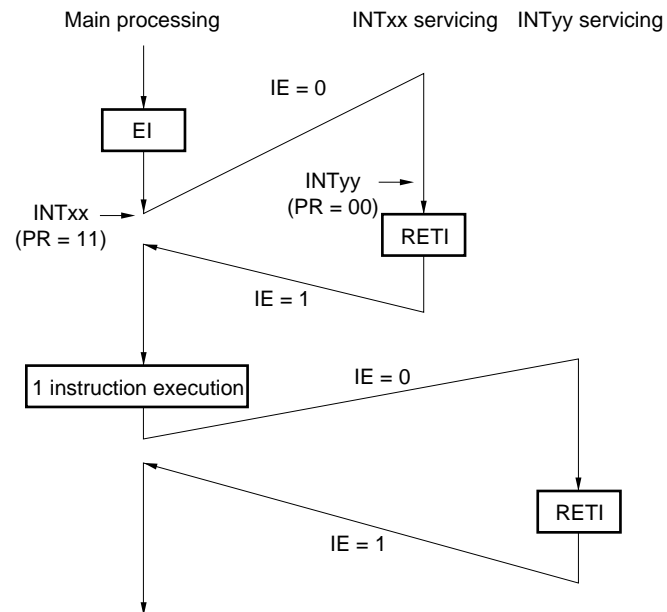 Main processing
INTxx servicing
INTyy servicing
IE = 0
EI
INTyy
(PR = 00)
INTxx
(PR = 11)
RETI
IE = 1
1 instruction execution
IE = 0
RETI
IE = 1